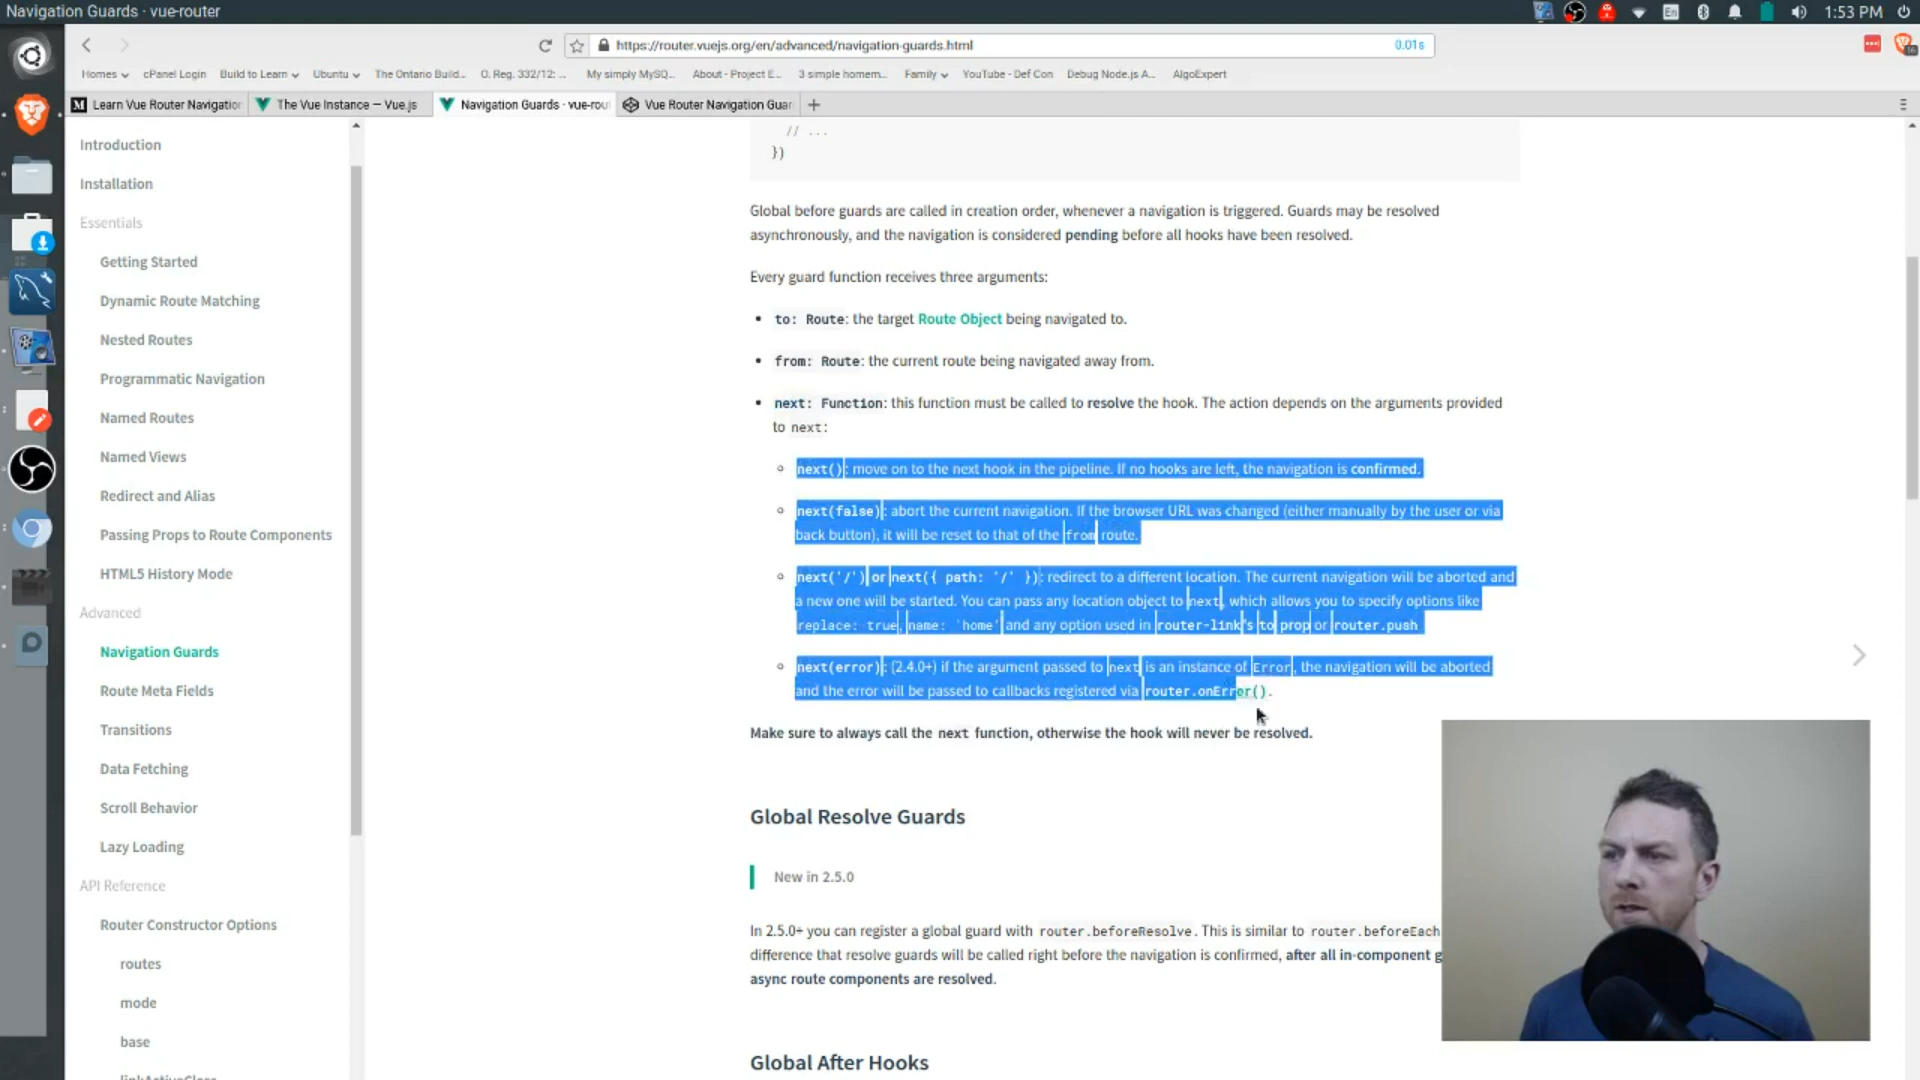 Navigation Guards - vue-router
En
1:53 PM
https://router.vuejs.org/en/advanced/navigation-guards.html
0.01s
Homes
cPanel Login
Build to Learn
Ubuntu
The Ontario Build...
O. Reg. 332/12: ...
My simply MySQ...
About - Project E...
3 simple homem...
Family
YouTube - Def Con
Debug Node.js A...
AlgoExpert
M Learn Vue Router Navigation
The Vue Instance — Vue.js
Navigation Guards · vue-rou
Vue Router Navigation Guar
Introduction
Installation
Essentials
Getting Started
Dynamic Route Matching
Nested Routes
Programmatic Navigation
Named Routes
Named Views
Redirect and Alias
Passing Props to Route Components
HTML5 History Mode
Advanced
Navigation Guards
Route Meta Fields
Transitions
Data Fetching
Scroll Behavior
Lazy Loading
API Reference
Router Constructor Options
routes
mode
base
linkActiveClass
// ...
})
Global before guards are called in creation order, whenever a navigation is triggered. Guards may be resolved
asynchronously, and the navigation is considered pending before all hooks have been resolved.
Every guard function receives three arguments:
• to: Route: the target Route Object being navigated to.
• from: Route: the current route being navigated away from.
• next: Function: this function must be called to resolve the hook. The action depends on the arguments provided
to next:
◦ next(): move on to the next hook in the pipeline. If no hooks are left, the navigation is confirmed.
◦ next(false): abort the current navigation. If the browser URL was changed (either manually by the user or via
back button), it will be reset to that of the from route.
◦ next('/') or next({ path: '/' }): redirect to a different location. The current navigation will be aborted and
a new one will be started. You can pass any location object to next, which allows you to specify options like
replace: true, name: 'home' and any option used in router-link's to prop or router.push
◦ next(error): (2.4.0+) if the argument passed to next is an instance of Error, the navigation will be aborted
and the error will be passed to callbacks registered via router.onError().
Make sure to always call the next function, otherwise the hook will never be resolved.
Global Resolve Guards
New in 2.5.0
In 2.5.0+ you can register a global guard with router.beforeResolve. This is similar to router.beforeEach
difference that resolve guards will be called right before the navigation is confirmed, after all in-component g
async route components are resolved.
Global After Hooks